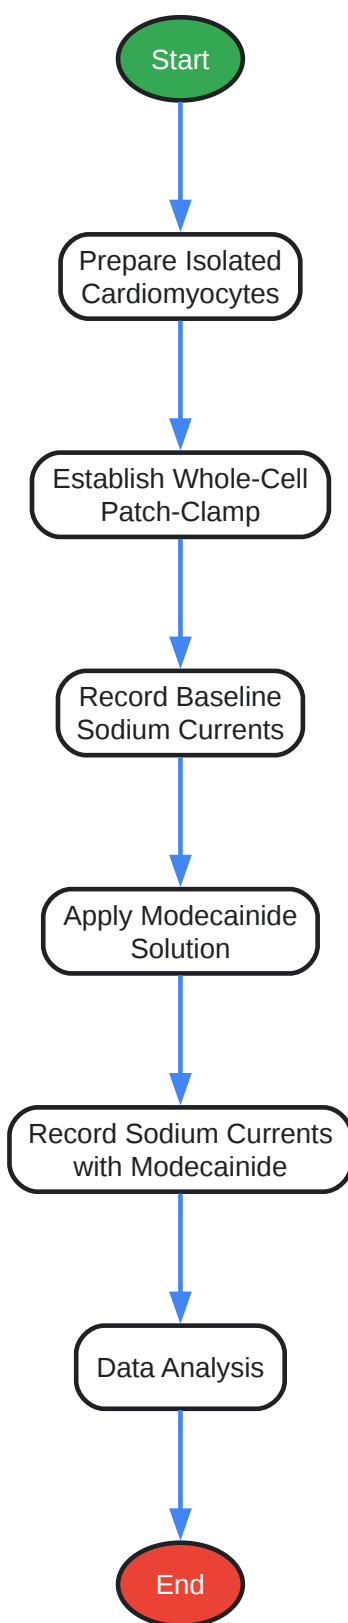 Start
Prepare Isolated
Cardiomyocytes
Establish Whole-Cell
Patch-Clamp
Record Baseline
Sodium Currents
Apply Modecainide
Solution
Record Sodium Currents
with Modecainide
Data Analysis
End